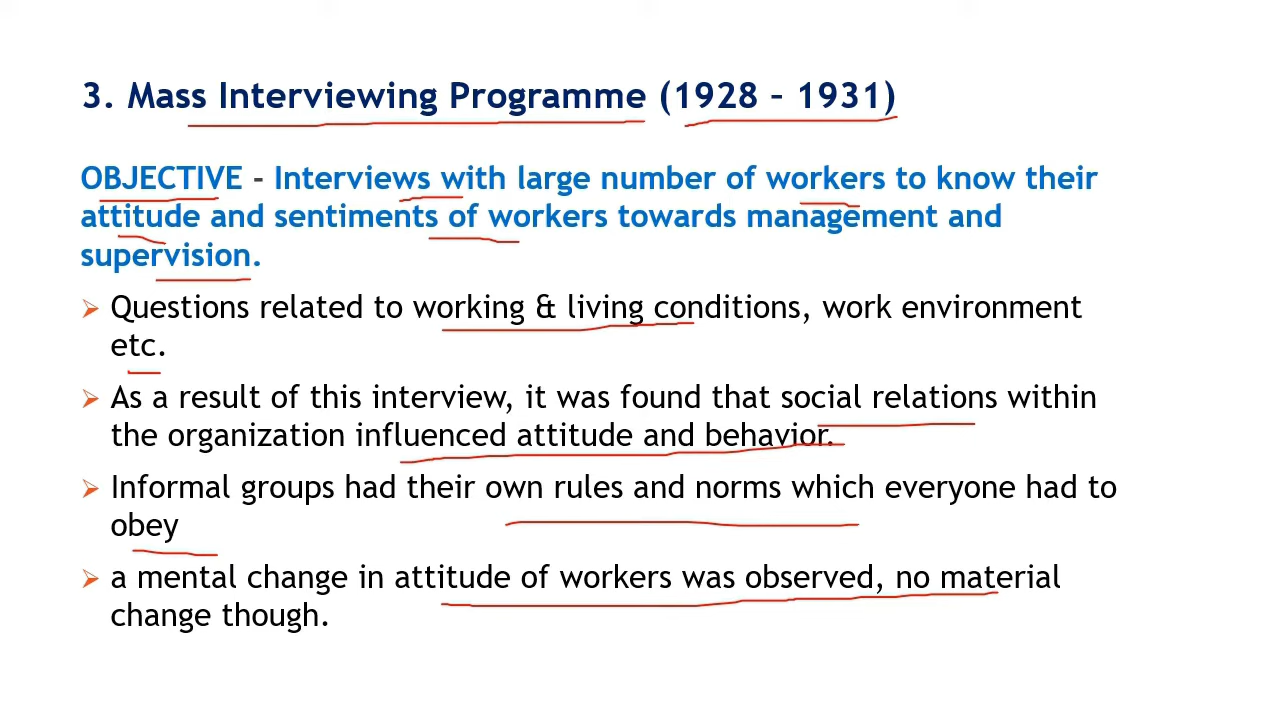 3. Mass Interviewing Programme (1928 – 1931)
OBJECTIVE - Interviews with large number of workers to know their
attitude and sentiments of workers towards management and
supervision.
➢ Questions related to working & living conditions, work environment
etc.
➢ As a result of this interview, it was found that social relations within
the organization influenced attitude and behavior.
➢ Informal groups had their own rules and norms which everyone had to
obey
➢ a mental change in attitude of workers was observed, no material
change though.